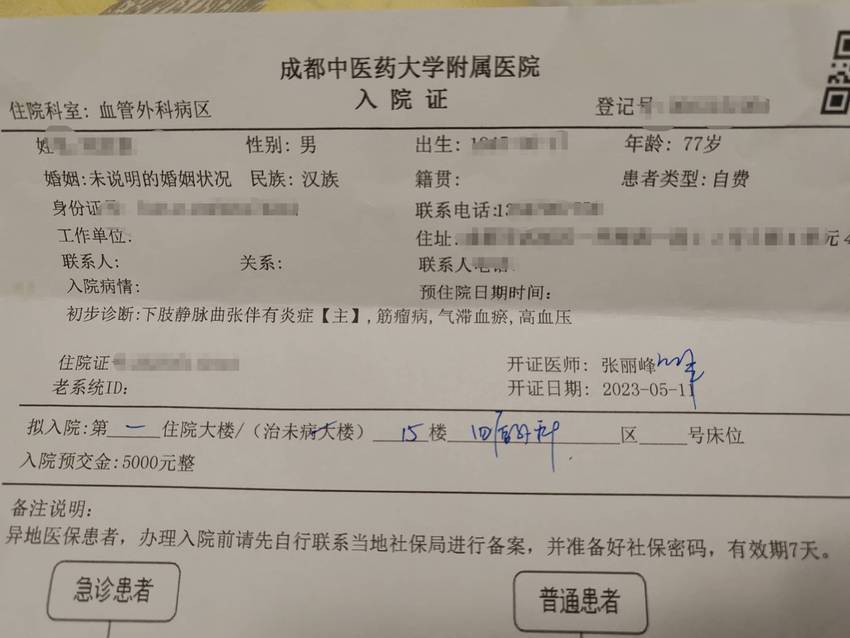 成都中医药大学附属医院
入院证
住院科室：血管外科病区 登记号
姓 性别：男 出生： 年龄：77岁
婚姻:未说明的婚姻状况 民族：汉族 籍贯： 患者类型：自费
身份证 联系电话:1
工作单位： 住址： 元4
联系人： 关系： 联系人电话：
入院病情： 预住院日期时间：
初步诊断:下肢静脉曲张伴有炎症【主】,筋瘤病,气滞血瘀,高血压
住院证 开证医师：张丽峰
老系统ID： 开证日期：2023-05-11
拟入院:第一住院大楼/（治未病大楼）15楼 外科 区 号床位
入院预交金:5000元整
备注说明：
异地医保患者，办理入院前请先自行联系当地社保局进行备案，并准备好社保密码，有效期7天。
急诊患者 普通患者